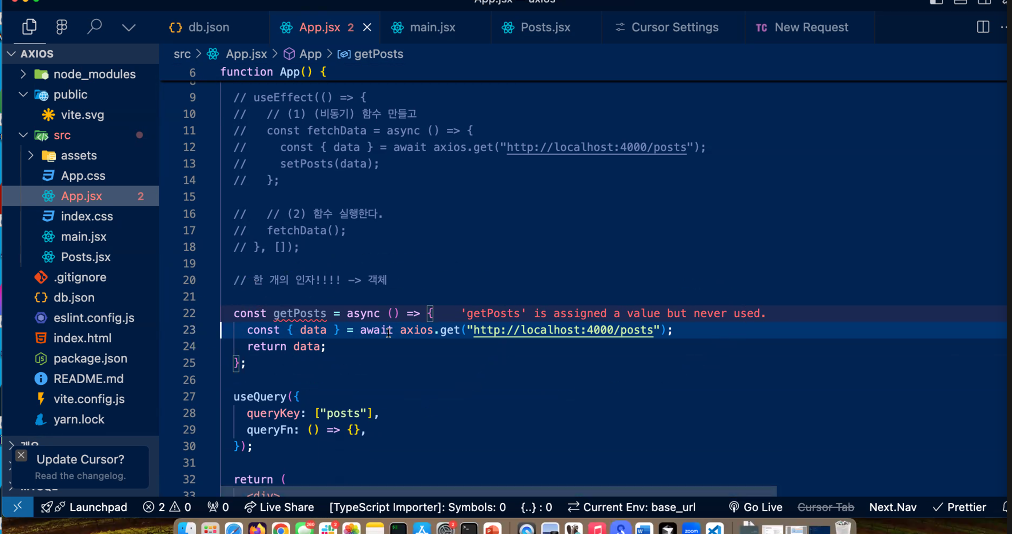 App.jsx — axios
db.json
App.jsx 2
main.jsx
Posts.jsx
Cursor Settings
TC New Request
AXIOS
node_modules
public
vite.svg
src
assets
App.css
App.jsx 2
index.css
main.jsx
Posts.jsx
.gitignore
db.json
eslint.config.js
index.html
package.json
README.md
vite.config.js
yarn.lock
Update Cursor?
Read the changelog.
src > App.jsx > App > getPosts
6 function App() {
9 // useEffect(() => {
10 // // (1) (비동기) 함수 만들고
11 // const fetchData = async () => {
12 // const { data } = await axios.get("http://localhost:4000/posts");
13 // setPosts(data);
14 // };
15
16 // // (2) 함수 실행한다.
17 // fetchData();
18 // }, []);
19
20 // 한 개의 인자!!!! -> 객체
21
22 const getPosts = async () => { 'getPosts' is assigned a value but never used.
23 const { data } = await axios.get("http://localhost:4000/posts");
24 return data;
25 };
26
27 useQuery({
28 queryKey: ["posts"],
29 queryFn: () => {},
30 });
31
32 return (
33 <div>
Launchpad
2 0
0
Live Share
[TypeScript Importer]: Symbols: 0
{..} : 0
Current Env: base_url
Go Live
Cursor Tab
Next.Nav
Prettier